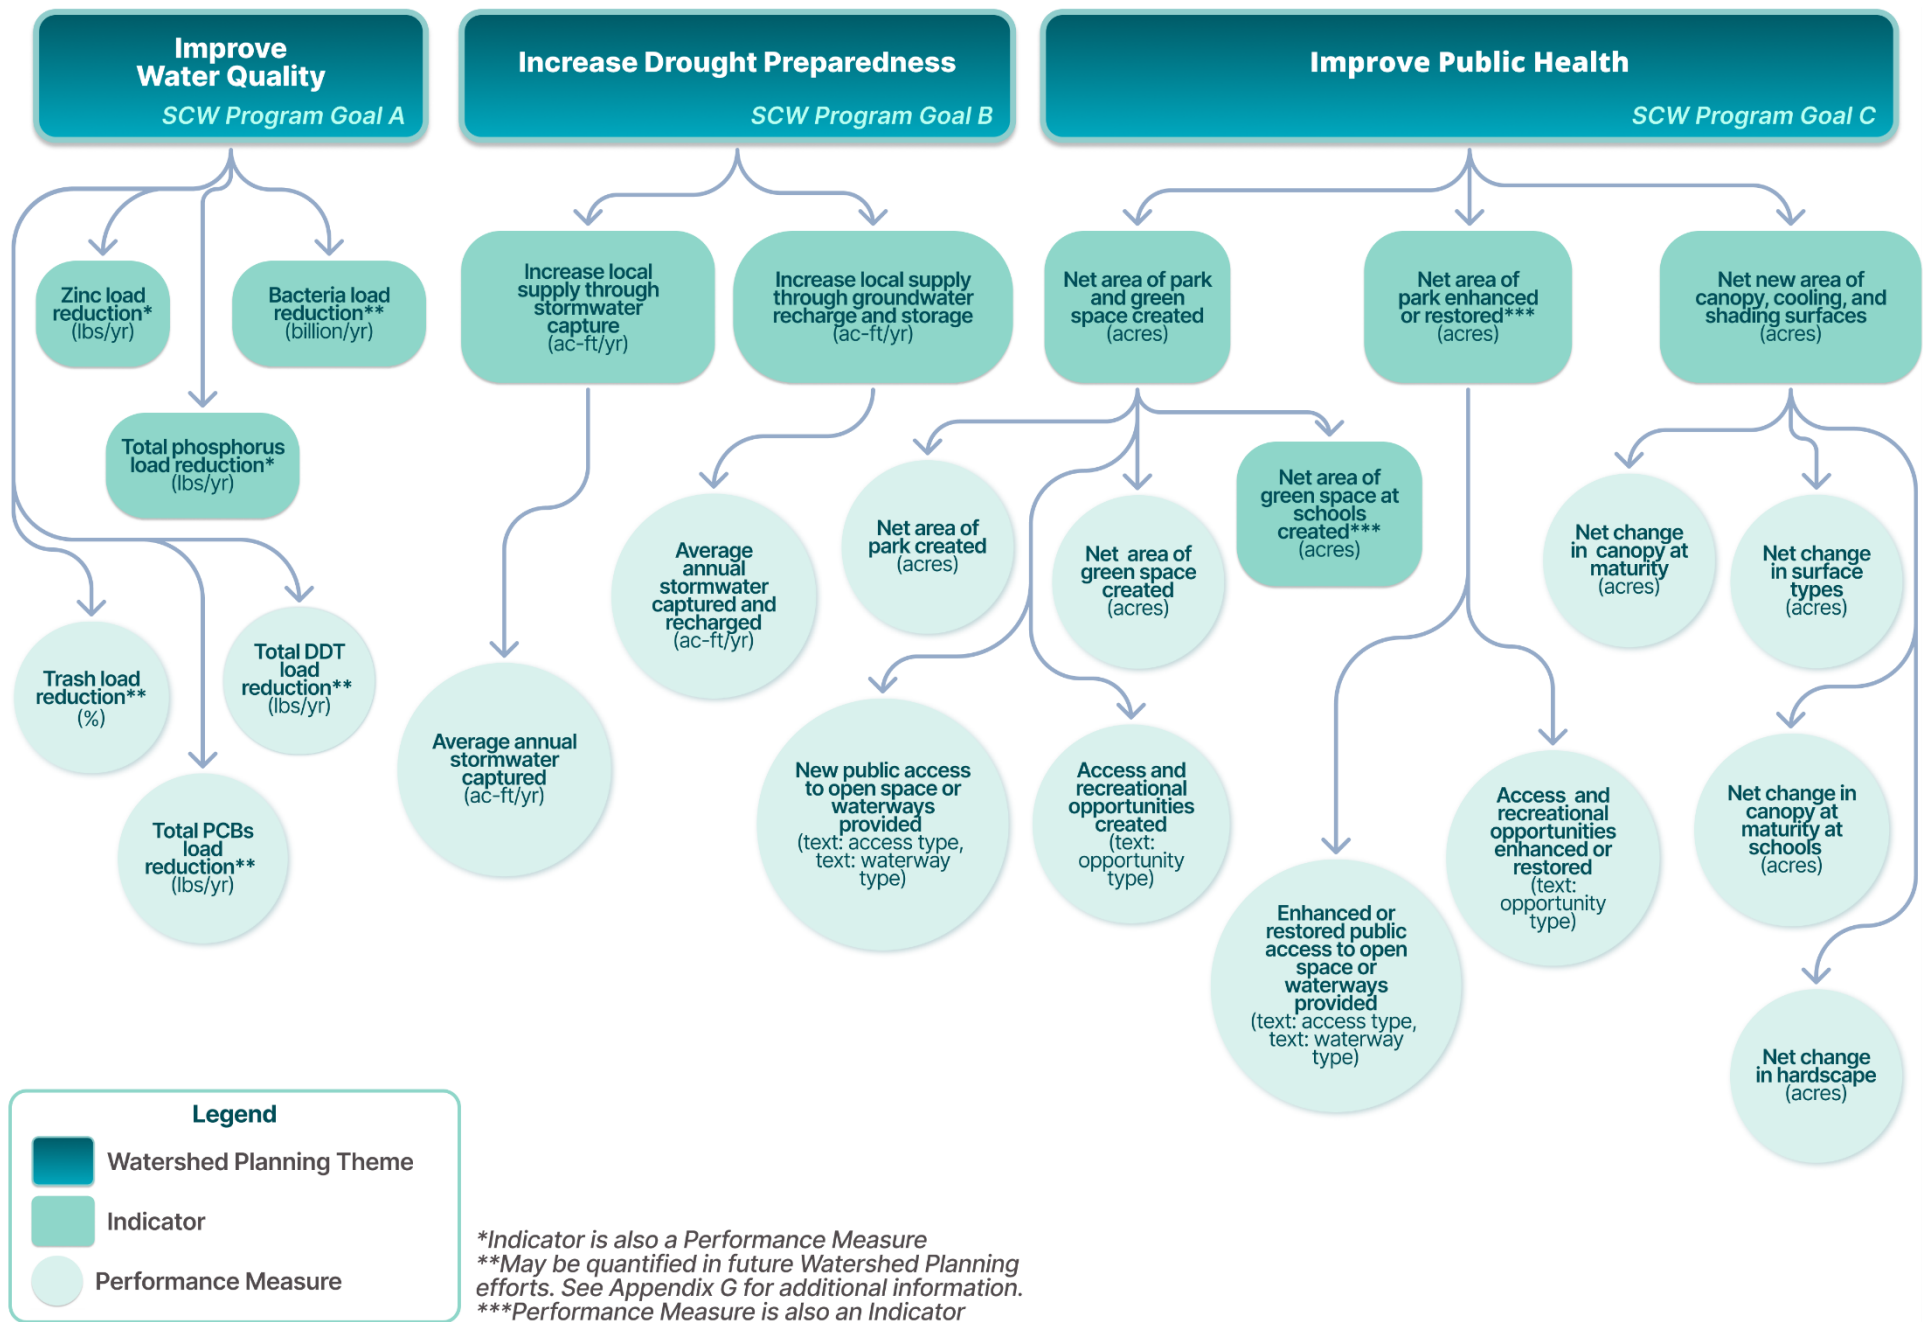 Improve
Water Quality
SCW Program Goal A
Increase Drought Preparedness
SCW Program Goal B
Improve Public Health
SCW Program Goal C
Zinc load
reduction*
(lbs/yr)
Bacteria load
reduction**
(billion/yr)
Total phosphorus
load reduction*
(lbs/yr)
Trash load
reduction**
(%)
Total DDT
load
reduction**
(lbs/yr)
Total PCBs
load
reduction**
(lbs/yr)
Increase local
supply through
stormwater
capture
(ac-ft/yr)
Increase local supply
through groundwater
recharge and storage
(ac-ft/yr)
Average annual
stormwater
captured
(ac-ft/yr)
Average
annual
stormwater
captured and
recharged
(ac-ft/yr)
Net area of park
and green
space created
(acres)
Net area of
park enhanced
or restored***
(acres)
Net new area of
canopy, cooling, and
shading surfaces
(acres)
Net area of
park created
(acres)
Net  area of
green space
created
(acres)
Net area of
green space at
schools
created***
(acres)
New public access
to open space or
waterways
provided
(text: access type,
text: waterway
type)
Access and
recreational
opportunities
created
(text:
opportunity
type)
Enhanced or
restored public
access to open
space or
waterways
provided
(text: access type,
text: waterway
type)
Access  and
recreational
opportunities
enhanced or
restored
(text:
opportunity
type)
Net change
in  canopy at
maturity
(acres)
Net change
in surface
types
(acres)
Net change in
canopy at
maturity at
schools
(acres)
Net change
in hardscape
(acres)
Legend
Watershed Planning Theme
Indicator
Performance Measure
*Indicator is also a Performance Measure
**May be quantified in future Watershed Planning
efforts. See Appendix G for additional information.
***Performance Measure is also an Indicator